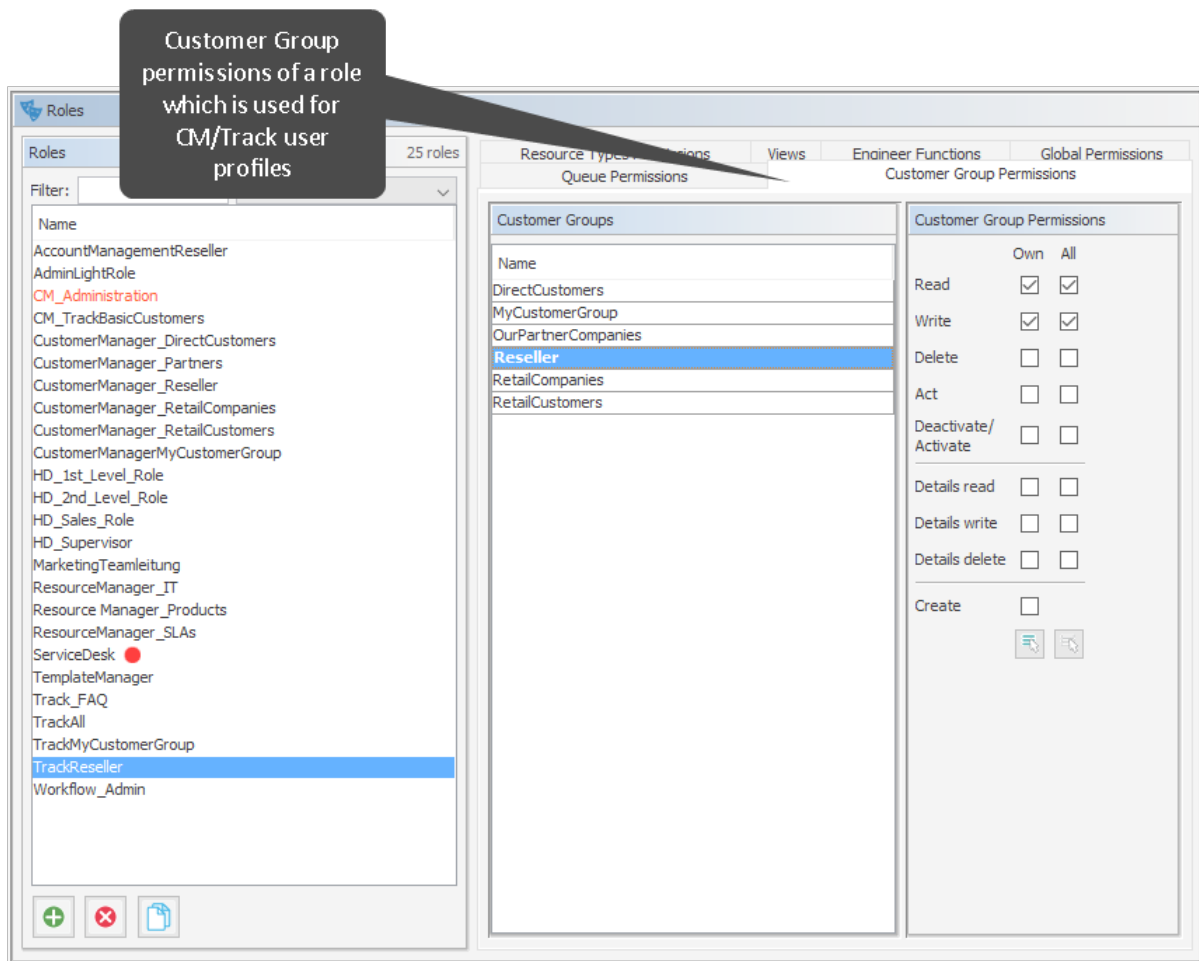 Customer Group
permissions of a role
which is used for
CM/Track user
profiles
Roles
Roles 25 roles
Filter:
Name
AccountManagementReseller
AdminLightRole
CM_Administration
CM_TrackBasicCustomers
CustomerManager_DirectCustomers
CustomerManager_Partners
CustomerManager_Reseller
CustomerManager_RetailCompanies
CustomerManager_RetailCustomers
CustomerManagerMyCustomerGroup
HD_1st_Level_Role
HD_2nd_Level_Role
HD_Sales_Role
HD_Supervisor
MarketingTeamleitung
ResourceManager_IT
Resource Manager_Products
ResourceManager_SLAs
ServiceDesk
TemplateManager
Track_FAQ
TrackAll
TrackMyCustomerGroup
TrackReseller
Workflow_Admin
Resource Types Views Engineer Functions Global Permissions
Queue Permissions Customer Group Permissions
Customer Groups
Name
DirectCustomers
MyCustomerGroup
OurPartnerCompanies
Reseller
RetailCompanies
RetailCustomers
Customer Group Permissions
Own All
Read
Write
Delete
Act
Deactivate/
Activate
Details read
Details write
Details delete
Create